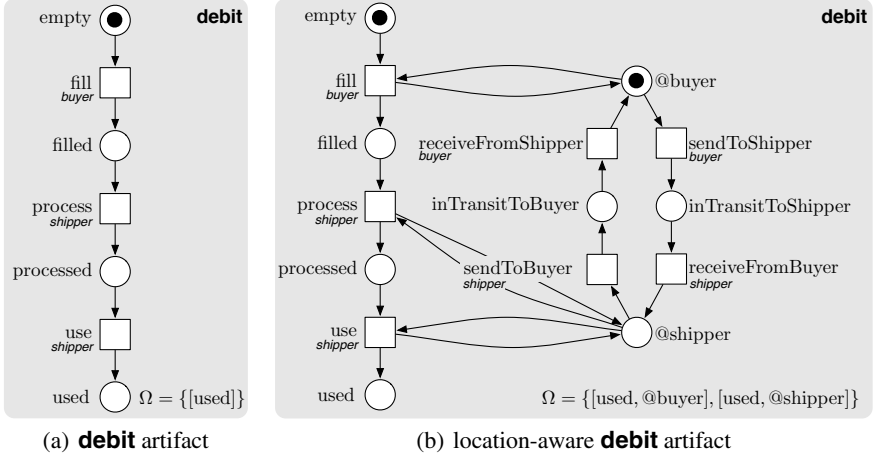 empty
debit
fill
buyer
filled
process
shipper
processed
use
shipper
used
Ω = {[used]}
(a) debit artifact
empty
debit
fill
buyer
@buyer
filled
receiveFromShipper
buyer
sendToShipper
buyer
process
shipper
inTransitToBuyer
inTransitToShipper
processed
sendToBuyer
shipper
receiveFromBuyer
shipper
use
shipper
@shipper
used
Ω = {[used, @buyer], [used, @shipper]}
(b) location-aware debit artifact